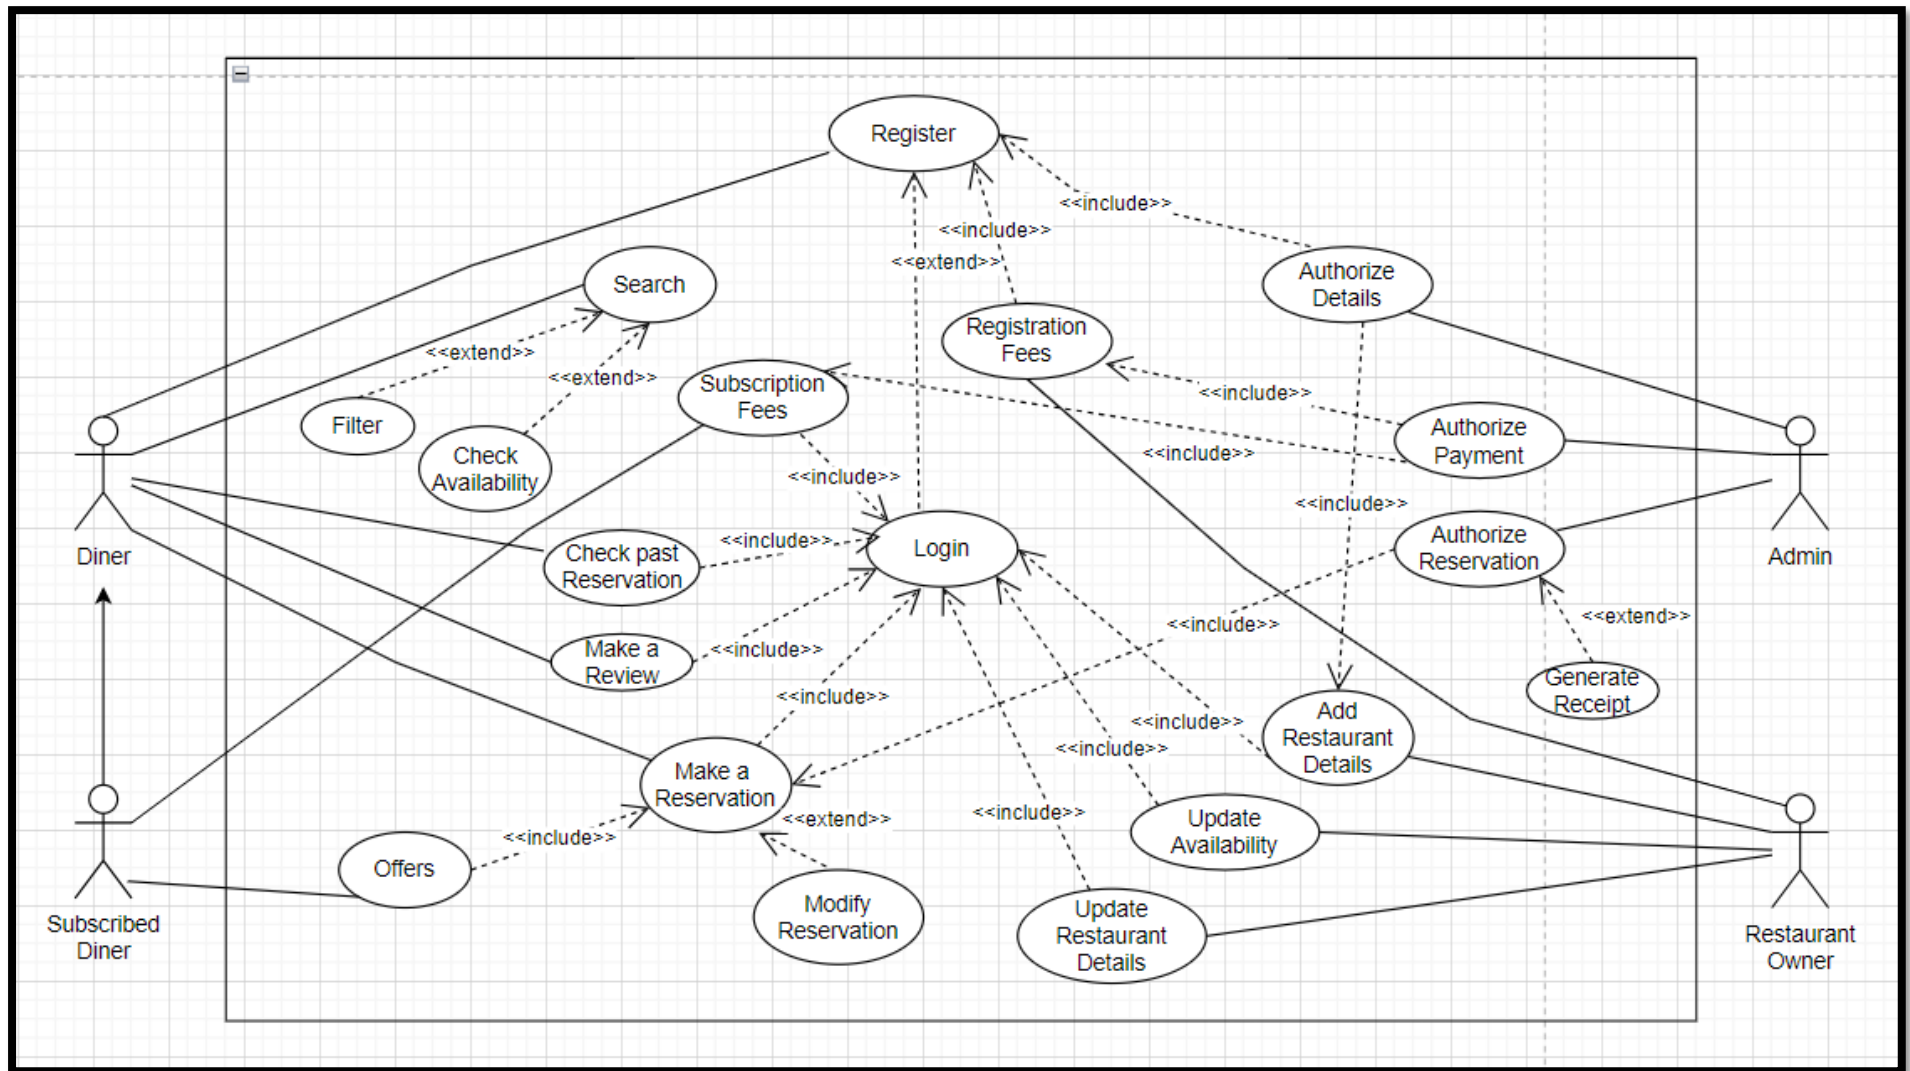 Register
<<include>>
<<include>>
<<extend>>
Search
Authorize
Details
Registration
Fees
<<extend>>
<<extend>>
Subscription
Fees
<<include>>
Filter
Check
Availability
Authorize
Payment
<<include>>
<<include>>
<<include>>
Diner
Check past
Reservation
<<include>>
Login
Authorize
Reservation
Admin
<<extend>>
<<include>>
Make a
Review
<<include>>
<<include>>
Generate
Receipt
Add
Restaurant
Details
<<include>>
<<include>>
Make a
Reservation
<<include>>
<<extend>>
<<include>>
Update
Availability
Offers
Modify
Reservation
Update
Restaurant
Details
Subscribed
Diner
Restaurant
Owner